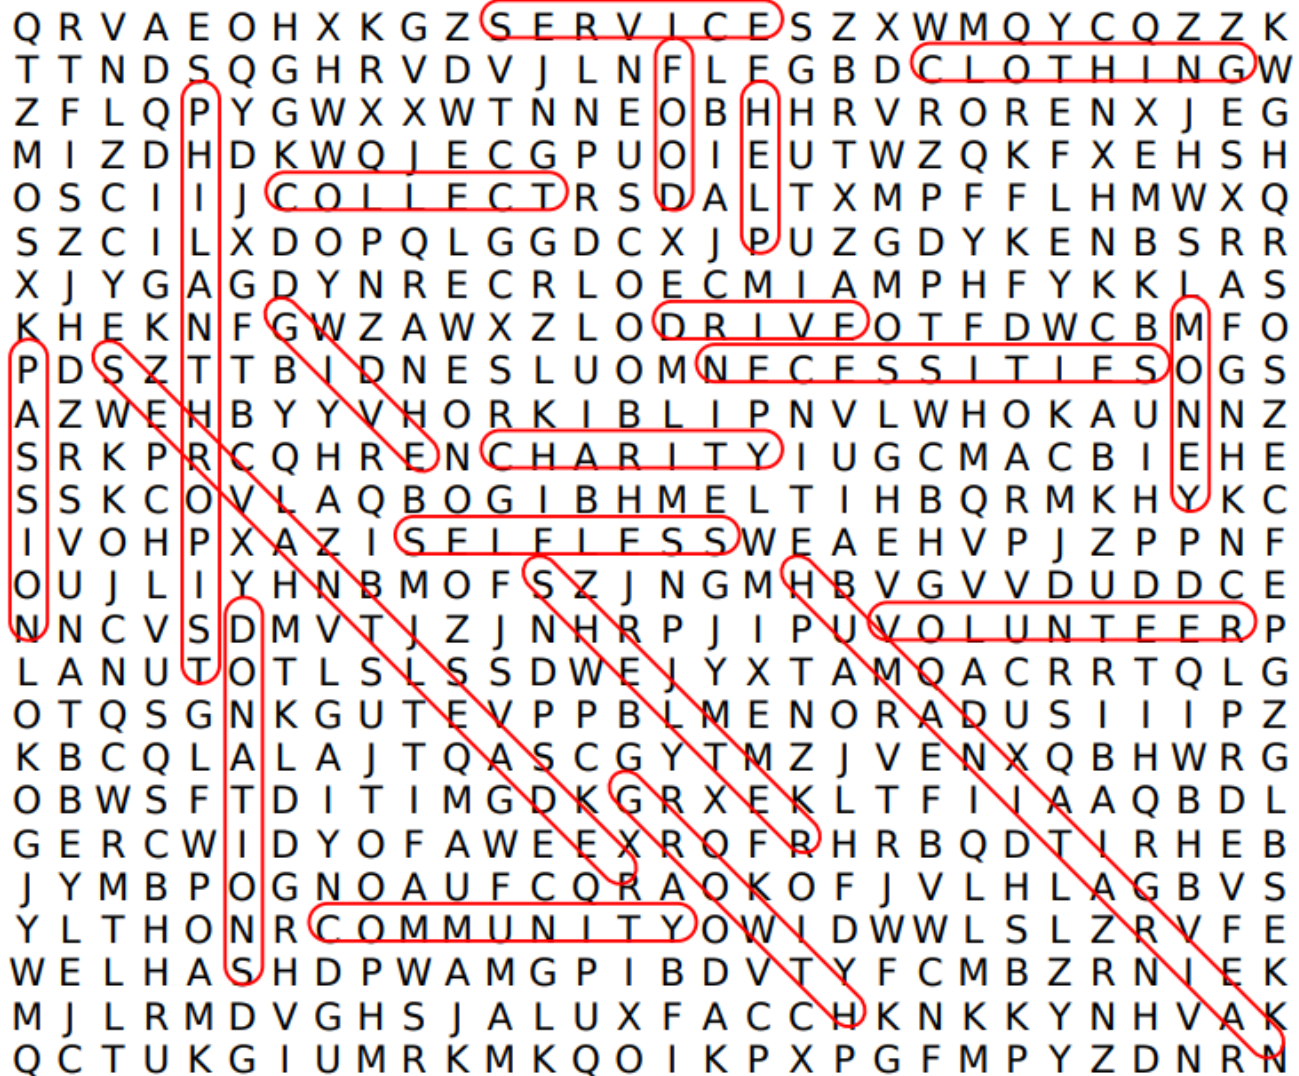 Q R V A E O H X K G Z S E R V I C E S Z X W M Q Y C Q Z Z K
T T N D S Q G H R V D V J L N F L E G B D C L O T H I N G W
Z F L Q P Y G W X X W T N N E O B H H R V R O R E N X J E G
M I Z D H D K W Q J E C G P U O I E U T W Z Q K F X E H S H
O S C I I J C O L L E C T R S D A L T X M P F F L H M W X Q
S Z C I L X D O P Q L G G D C X J P U Z G D Y K E N B S R R
X J Y G A G D Y N R E C R L O E C M I A M P H F Y K K L A S
K H E K N F G W Z A W X Z L O D R I V E O T F D W C B M F O
P D S Z T T B I D N E S L U O M N E C E S S I T I E S O G S
A Z W E H B Y Y V H O R K I B L I P N V L W H O K A U N N Z
S R K P R C Q H R E N C H A R I T Y I U G C M A C B I E H E
S S K C O V L A Q B O G I B H M E L T I H B Q R M K H Y K C
I V O H P X A Z I S E L F L E S S W E A E H V P J Z P P N F
O U J L I Y H N B M O F S Z J N G M H B V G V V D U D D C E
N N C V S D M V T J Z J N H R P J I P U V O L U N T E E R P
L A N U T O T L S L S S D W E J Y X T A M Q A C R R T Q L G
O T Q S G N K G U T E V P P B L M E N O R A D U S I I I P Z
K B C Q L A L A J T Q A S C G Y T M Z J V E N X Q B H W R G
O B W S F T D I T I M G D K G R X E K L T F I I A A Q B D L
G E R C W I D Y O F A W E E X R O F R H R B Q D T I R H E B
J Y M B P O G N O A U F C Q R A O K O F J V L H L A G B V S
Y L T H O N R C O M M U N I T Y O W I D W W L S L Z R V F E
W E L H A S H D P W A M G P I B D V T Y F C M B Z R N I E K
M J L R M D V G H S J A L U X F A C C H K N K K Y N H V A K
Q C T U K G I U M R K M K Q O I K P X P G F M P Y Z D N R N